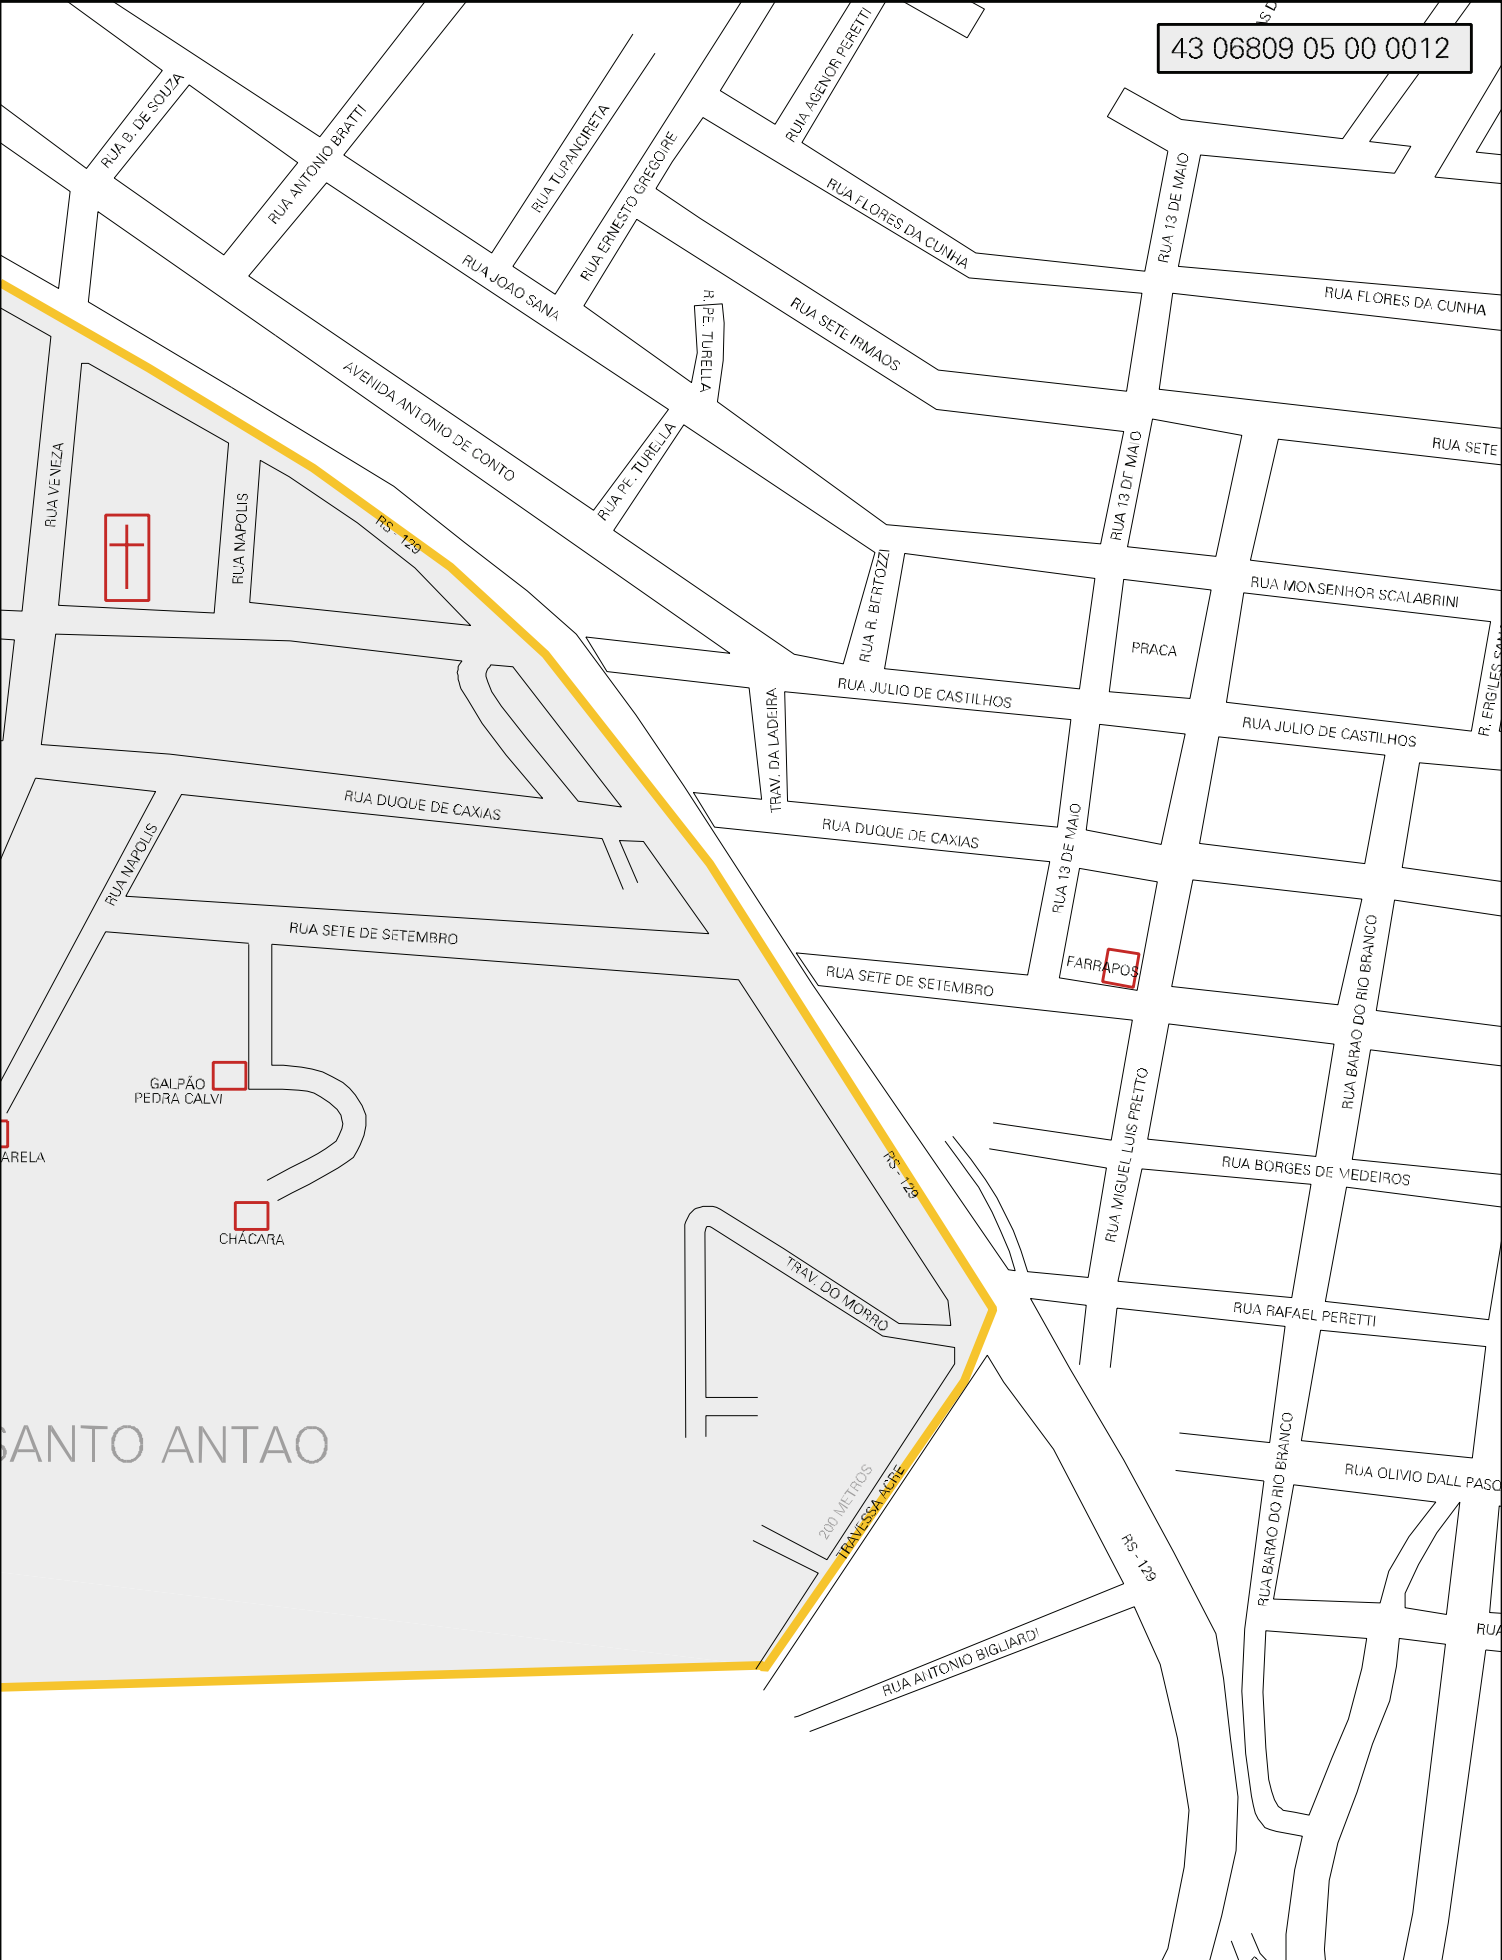 43 06809 05 00 0012
RUA B. DE SOUZA
RUA ANTONIO BRATTI
RUA TUPANCIRETA
RUA ERNESTO GREGOIRE
RUIA AGENOR PERETTI
RUA FLORES DA CUNHA
RUA 13 DE MAIO
RUA FLORES DA CUNHA
RUA JOAO SANA
R. PE. TURELLA
RUA SETE IRMAOS
AVENIDA ANTONIO DE CONTO
RUA PE. TURELLA
RUA 13 DE MAIO
RUA SETE
RUA VENEZA
RUA NAPOLIS
RS - 129
RUA R. BERTOZZI
RUA MONSENHOR SCALABRINI
PRACA
RUA JULIO DE CASTILHOS
RUA JULIO DE CASTILHOS
TRAV. DA LADEIRA
RUA DUQUE DE CAXIAS
RUA DUQUE DE CAXIAS
RUA 13 DE MAIO
RUA NAPOLIS
RUA SETE DE SETEMBRO
RUA SETE DE SETEMBRO
FARRAPOS
RUA BARAO DO RIO BRANCO
GALPÃO
PEDRA CALVI
ARELA
CHÁCARA
RS - 129
RUA MIGUEL LUIS PRETTO
RUA BORGES DE MEDEIROS
TRAV. DO MORRO
RUA RAFAEL PERETTI
SANTO ANTAO
200 METROS
TRAVESSA ACRE
RUA BARAO DO RIO BRANCO
RUA OLIVIO DALL PASQ
RS - 129
RUA ANTONIO BIGLIARDI
RUA